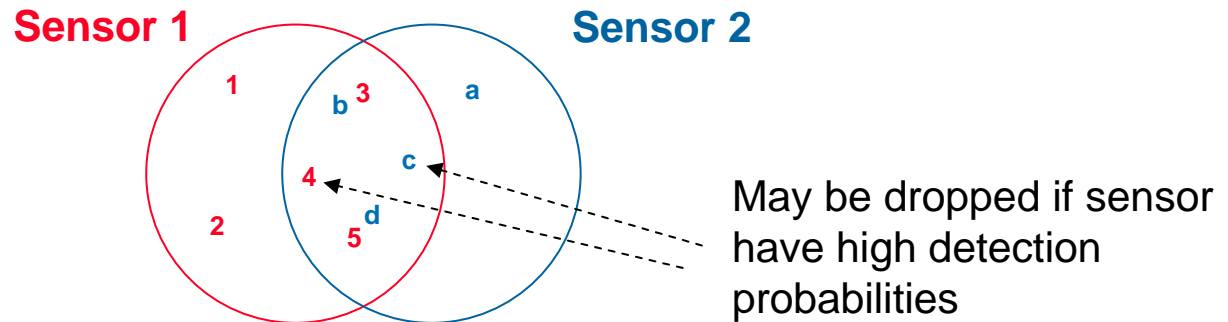 Sensor 1
Sensor 2
1
3
a
b
c
4
2
d
5
May be dropped if sensor
have high detection
probabilities